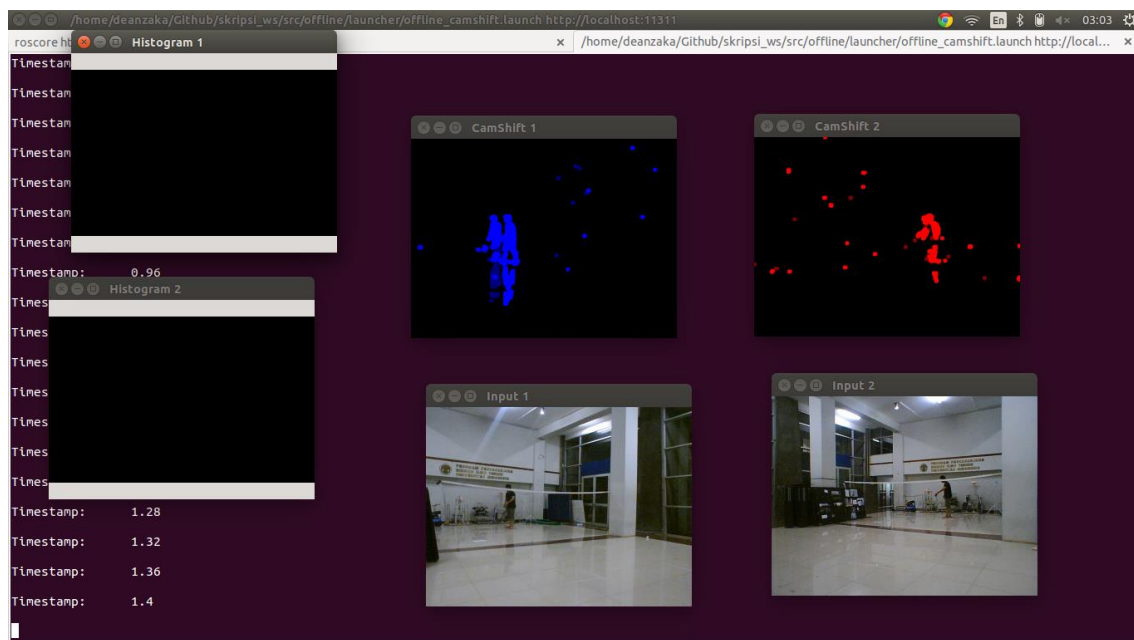 /home/deanzaka/Github/skripsi_ws/src/offline/launcher/offline_camshift.launch http://localhost:11311
En
03:03
roscore ht
/home/deanzaka/Github/skripsi_ws/src/offline/launcher/offline_camshift.launch http://local...
Histogram 1
Timestam
Timestam
Timestam
Timestam
Timestam
Timestam
Timestam
Timestamp: 0.96
Times
Times
Times
Times
Times
Times
Times
Timestamp: 1.28
Timestamp: 1.32
Timestamp: 1.36
Timestamp: 1.4
Histogram 2
CamShift 1
CamShift 2
Input 1
Input 2